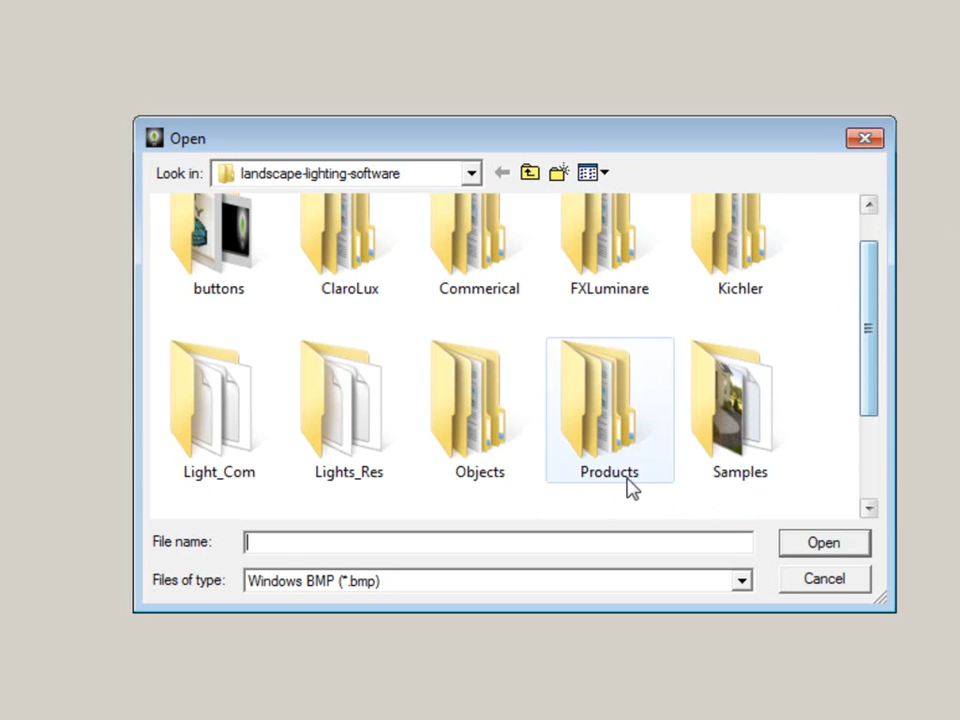 Open
Look in: landscape-lighting-software
buttons ClaroLux Commerical FXLuminare Kichler
Light_Com Lights_Res Objects Products Samples
File name: Open
Files of type: Windows BMP (*.bmp) Cancel